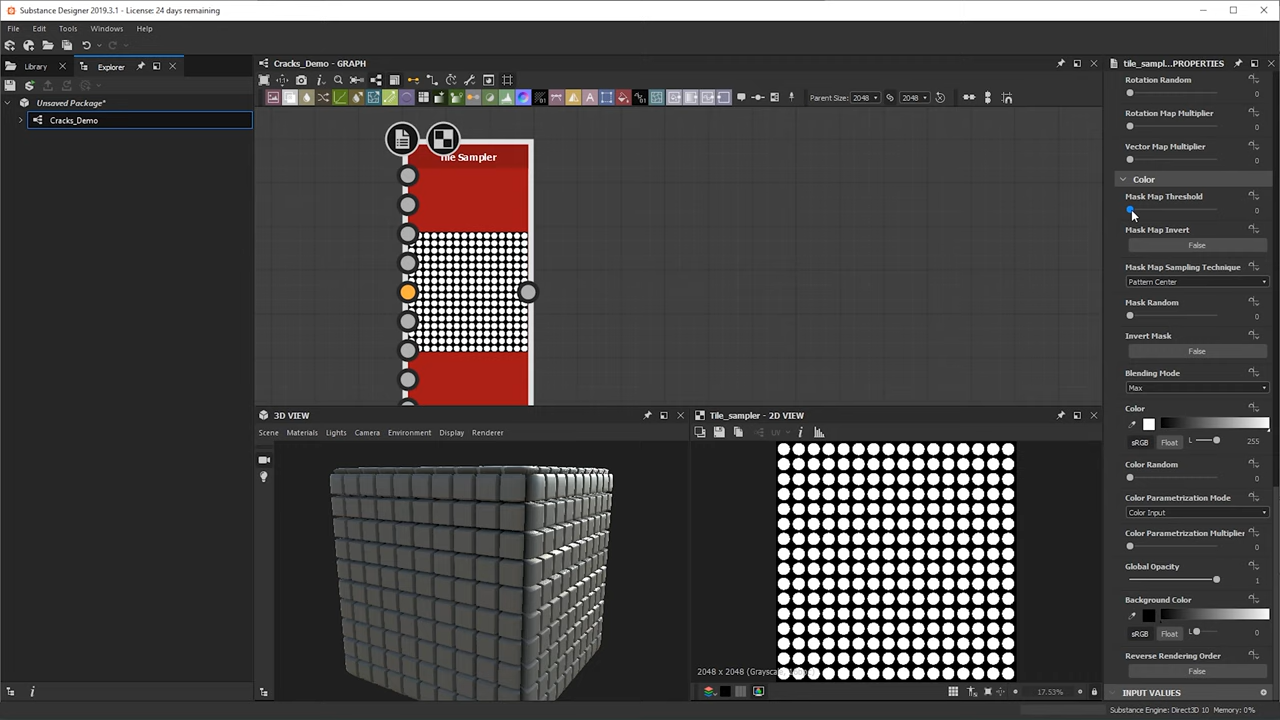 Substance Designer 2019.3.1 - License: 24 days remaining
File Edit Tools Windows Help
Library
Explorer
Unsaved Package*
Cracks_Demo
Cracks_Demo - GRAPH
Parent Size: 2048 2048
Tile Sampler
3D VIEW
Scene Materials Lights Camera Environment Display Renderer
Tile_sampler - 2D VIEW
UV
2048 x 2048 (Grayscale
17.53%
tile_sampl...PROPERTIES
Rotation Random
0
Rotation Map Multiplier
0
Vector Map Multiplier
0
Color
Mask Map Threshold
0
Mask Map Invert
False
Mask Map Sampling Technique
Pattern Center
Mask Random
0
Invert Mask
False
Blending Mode
Max
Color
sRGB Float L 255
Color Random
0
Color Parametrization Mode
Color Input
Color Parametrization Multiplier
0
Global Opacity
1
Background Color
sRGB Float L 0
Reverse Rendering Order
False
INPUT VALUES
Substance Engine: Direct3D 10 Memory: 0%